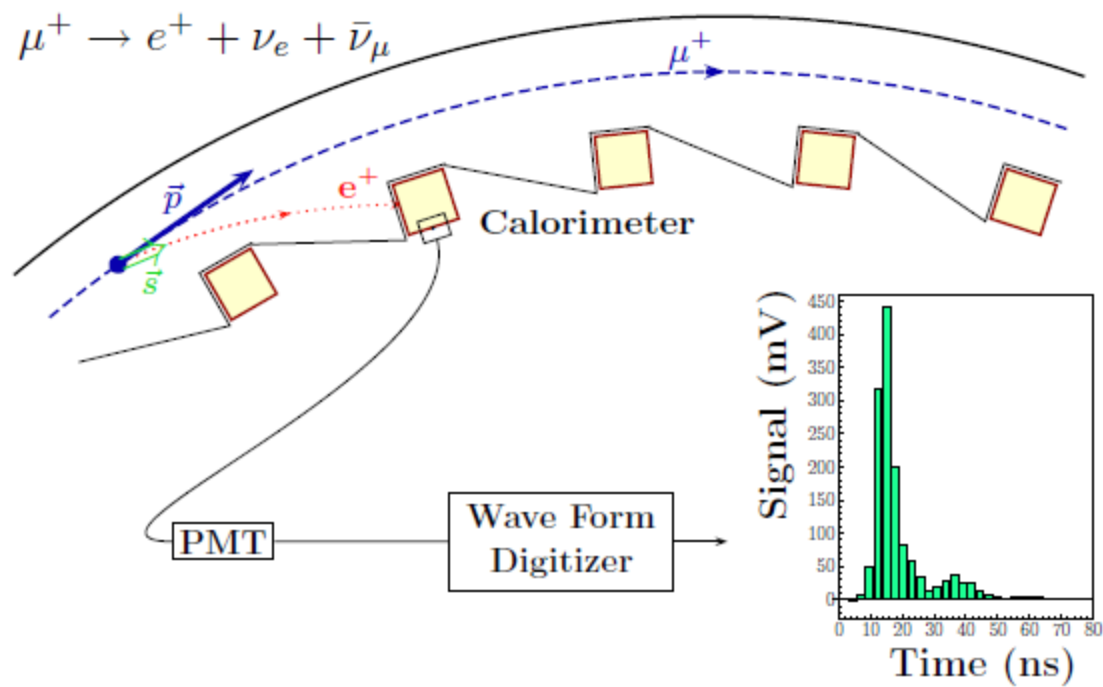 μ⁺ → e⁺ + ν_e + ν̄_μ
μ⁺
p⃗
e⁺
s⃗
Calorimeter
PMT
Wave Form
Digitizer
Signal (mV)
450
400
350
300
250
200
150
100
50
0
0 10 20 30 40 50 60 70 80
Time (ns)